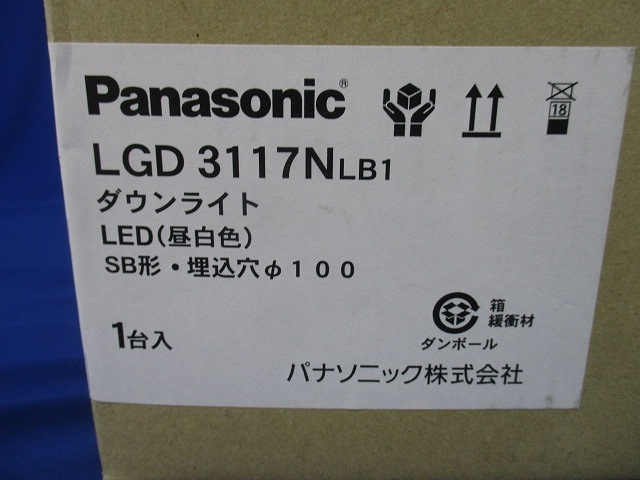 Panasonic®
18
LGD 3117NLB1
ダウンライト
LED(昼白色)
SB形・埋込穴φ100
1台入
箱
緩衝材
ダンボール
パナソニック株式会社